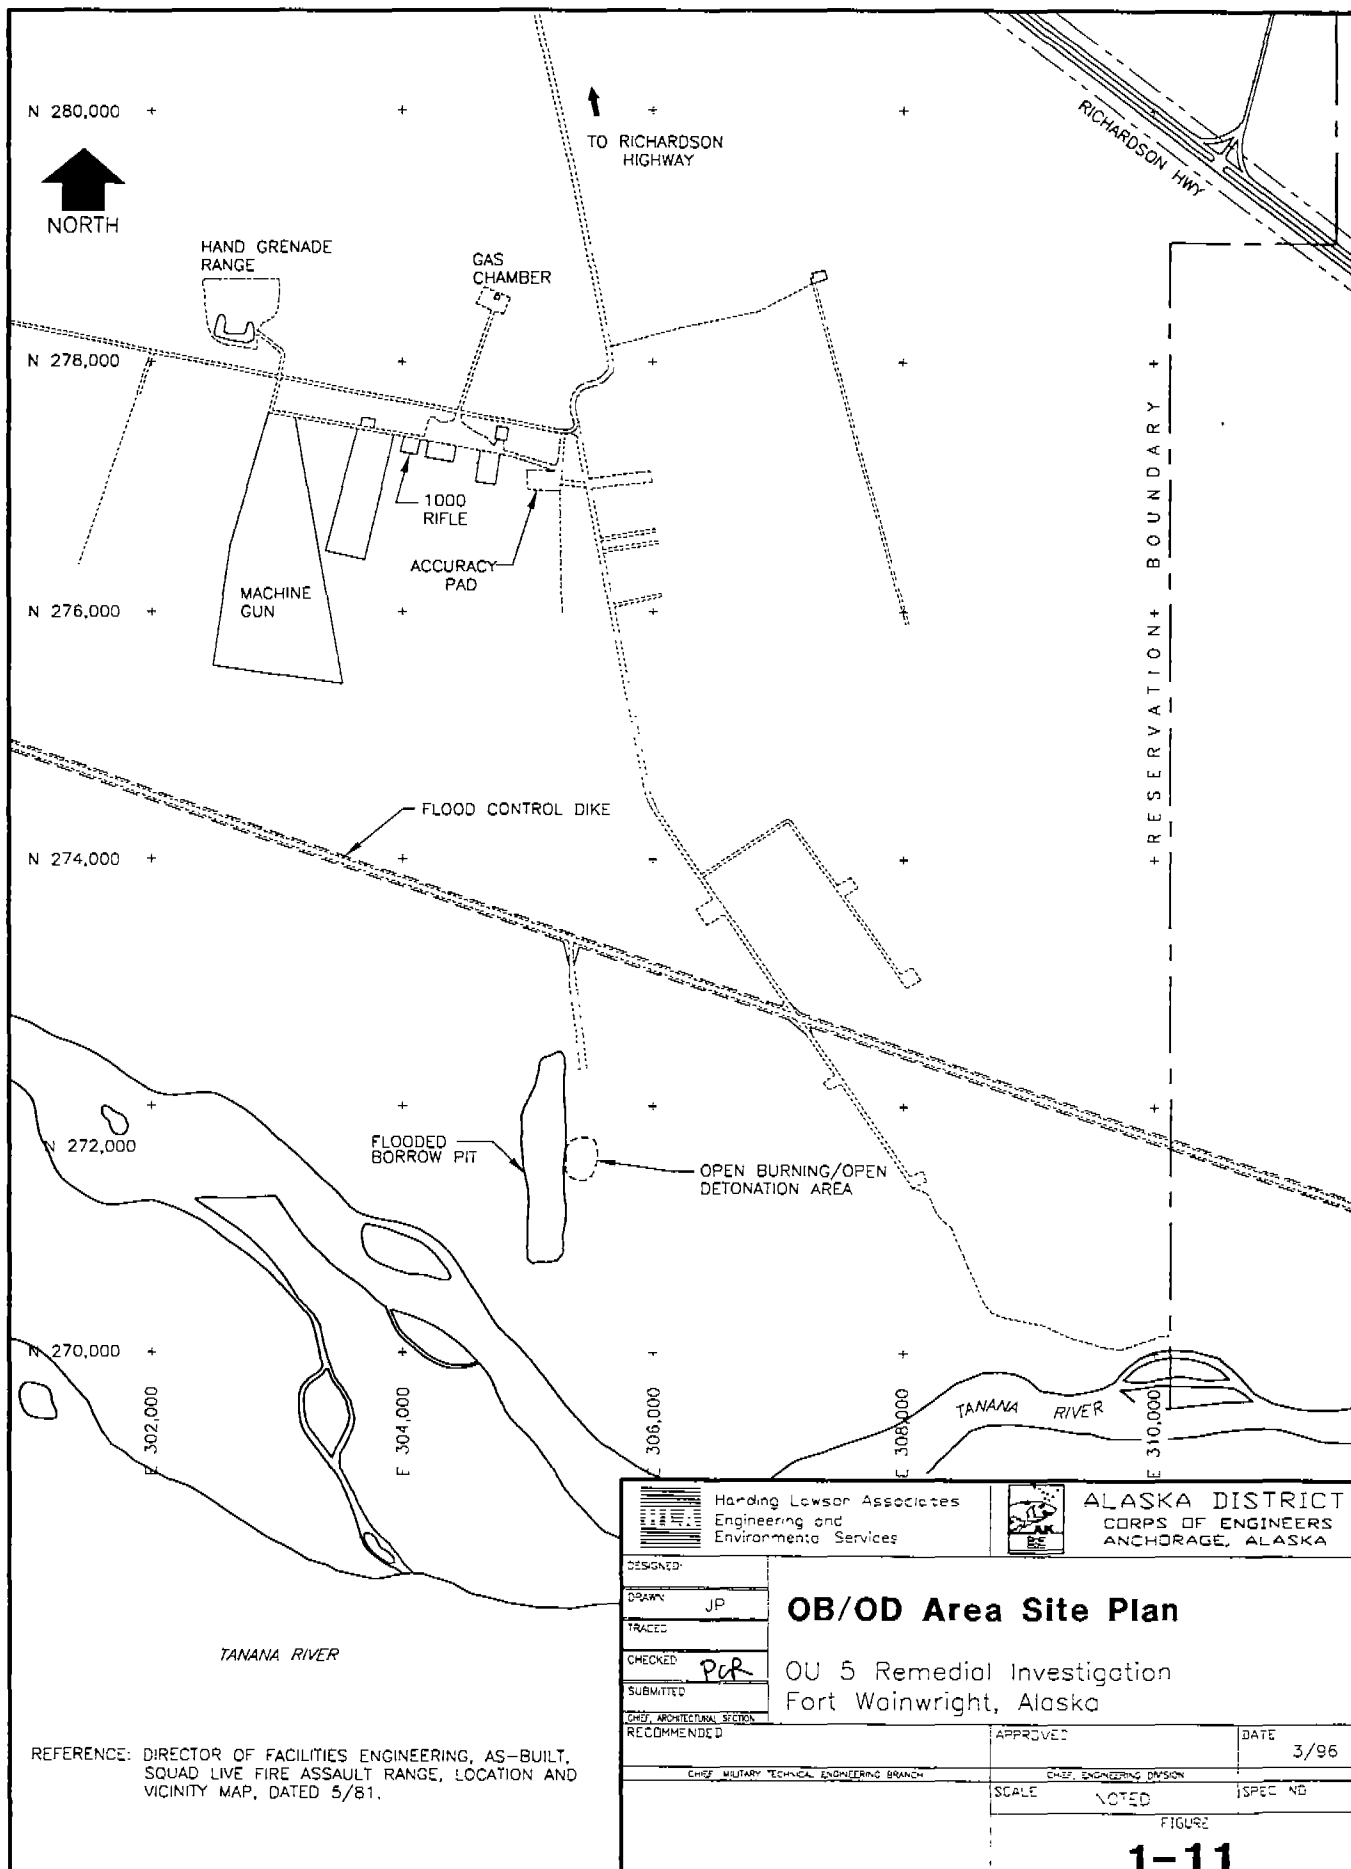 N 280,000
TO RICHARDSON
HIGHWAY
RICHARDSON HWY
NORTH
HAND GRENADE
RANGE
GAS
CHAMBER
N 278,000
1000
RIFLE
ACCURACY
PAD
MACHINE
GUN
N 276,000
RESERVATION BOUNDARY
FLOOD CONTROL DIKE
N 274,000
N 272,000
FLOODED
BORROW PIT
OPEN BURNING/OPEN
DETONATION AREA
N 270,000
E 302,000
E 304,000
E 306,000
E 308,000
E 310,000
TANANA RIVER
TANANA RIVER
REFERENCE: DIRECTOR OF FACILITIES ENGINEERING, AS-BUILT,
SQUAD LIVE FIRE ASSAULT RANGE, LOCATION AND
VICINITY MAP, DATED 5/81.
Harding Lawson Associates
Engineering and
Environmental Services
ALASKA DISTRICT
CORPS OF ENGINEERS
ANCHORAGE, ALASKA
DESIGNED
DRAWN JP
TRACED
CHECKED PGR
SUBMITTED
CHIEF, ARCHITECTURAL SECTION
OB/OD Area Site Plan
OU 5 Remedial Investigation
Fort Wainwright, Alaska
RECOMMENDED
CHIEF MILITARY TECHNICAL ENGINEERING BRANCH
APPROVED
CHIEF, ENGINEERING DIVISION
DATE
3/96
SCALE NOTED
SPEC NO
FIGURE
1-11